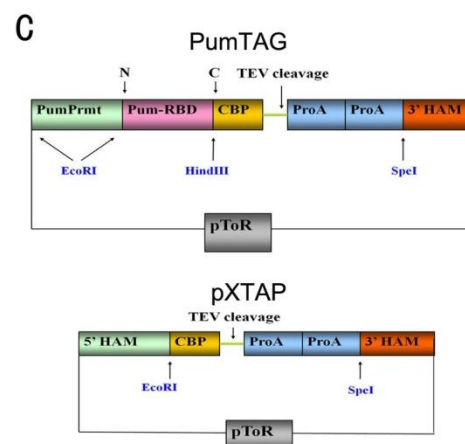 C
PumTAG
N
C
TEV cleavage
PumPrmt Pum-RBD CBP ProA ProA 3' HAM
EcoRI HindIII SpeI
pToR
pXTAP
TEV cleavage
5' HAM CBP ProA ProA 3' HAM
EcoRI SpeI
pToR